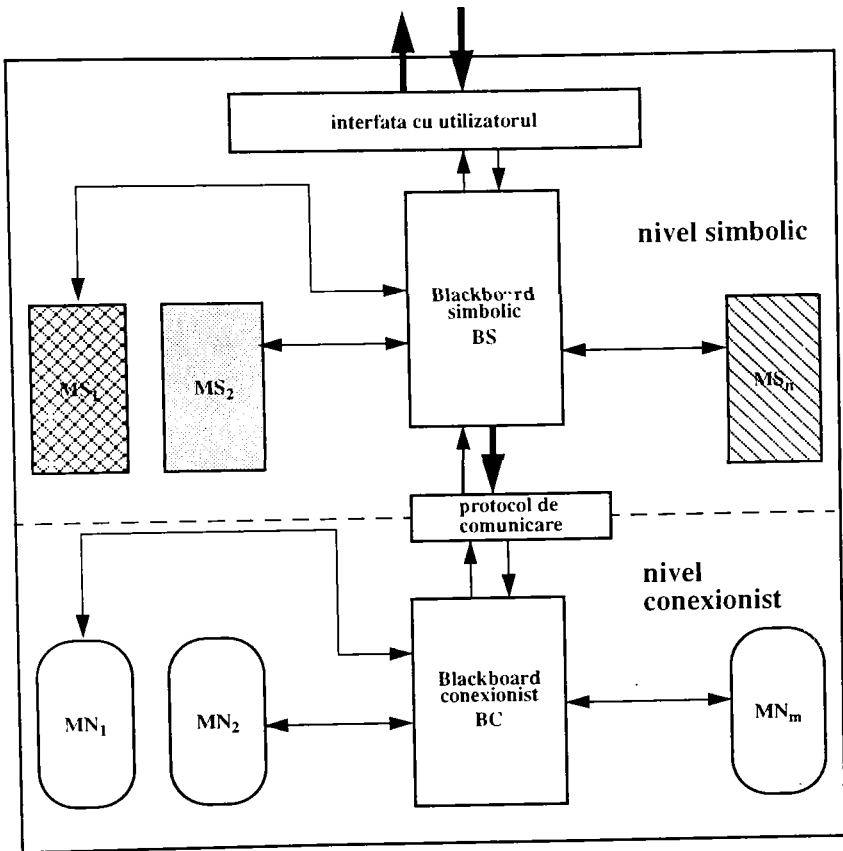 interfata cu utilizatorul
nivel simbolic
Blackboard
simbolic
BS
MS1
MS2
MSn
protocol de
comunicare
nivel
conexionist
Blackboard
conexionist
BC
MN1
MN2
MNm